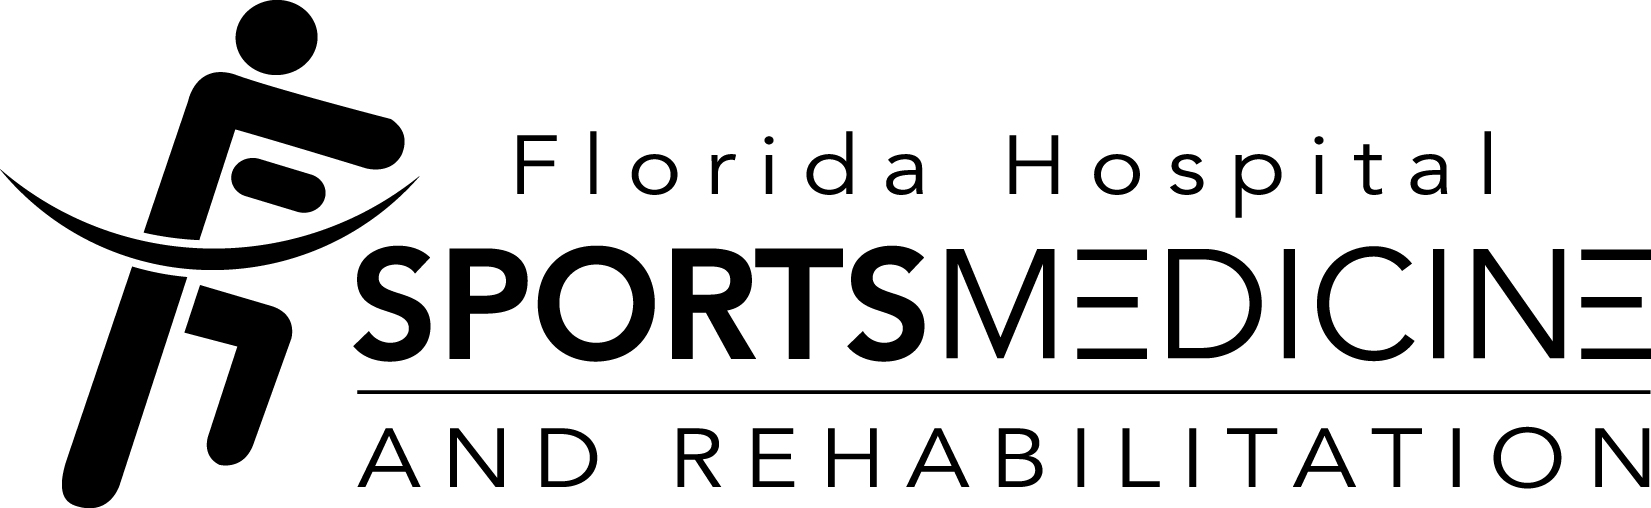 Florida Hospital
SPORTSMEDICINE
AND REHABILITATION